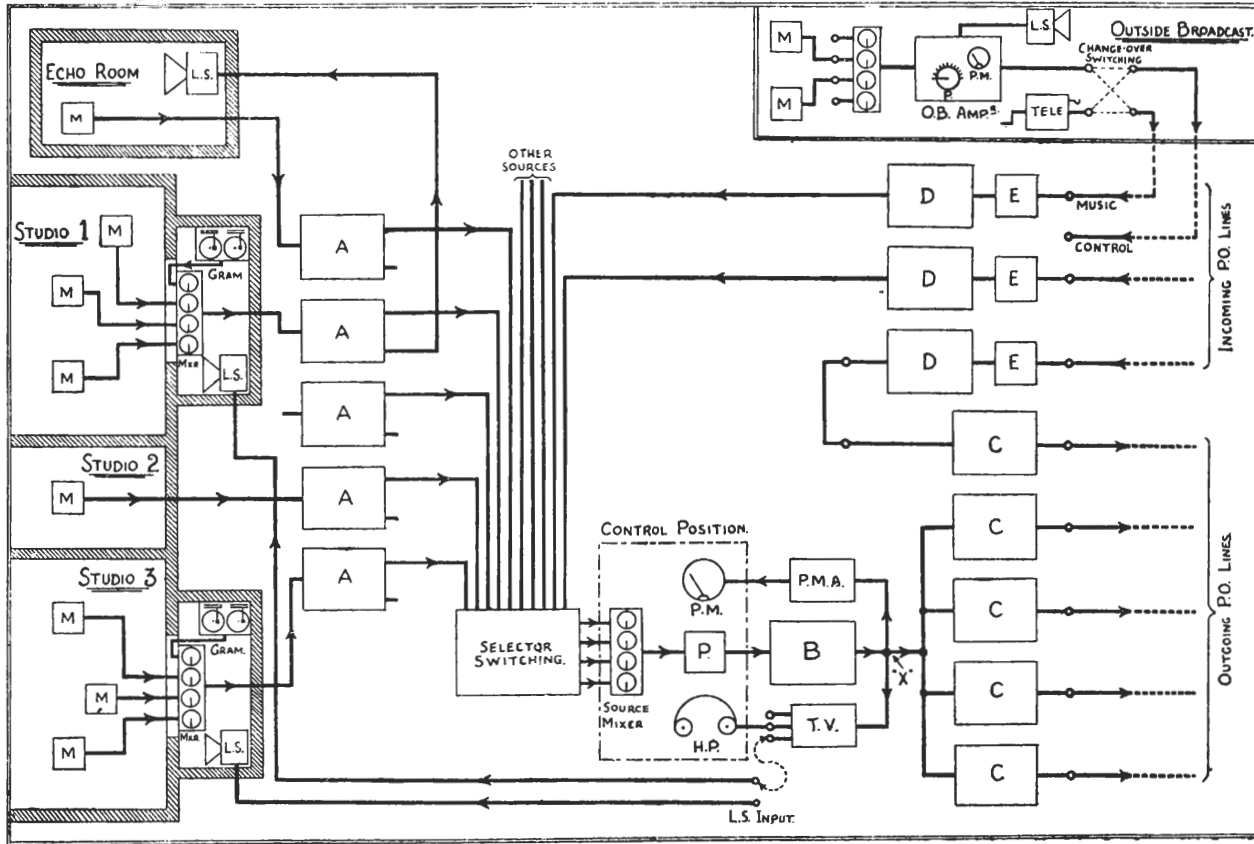 ECHO ROOM
L.S.
M
STUDIO 1
M
M
M
GRAM
MXR
L.S.
STUDIO 2
M
STUDIO 3
M
M
M
GRAM.
MXR
L.S.
A
A
A
A
A
OTHER
SOURCES
SELECTOR
SWITCHING.
CONTROL POSITION.
P.M.
P.
H.P.
SOURCE
MIXER
P.M.A.
B
T.V.
"X"
L.S. INPUT.
OUTSIDE BROADCAST.
M
M
L.S.
P.M.
P.
O.B. AMP.S
TELE
CHANGE-OVER
SWITCHING
D
E
MUSIC
CONTROL
D
E
D
E
INCOMING P.O. LINES
C
C
C
C
C
OUTGOING P.O. LINES.